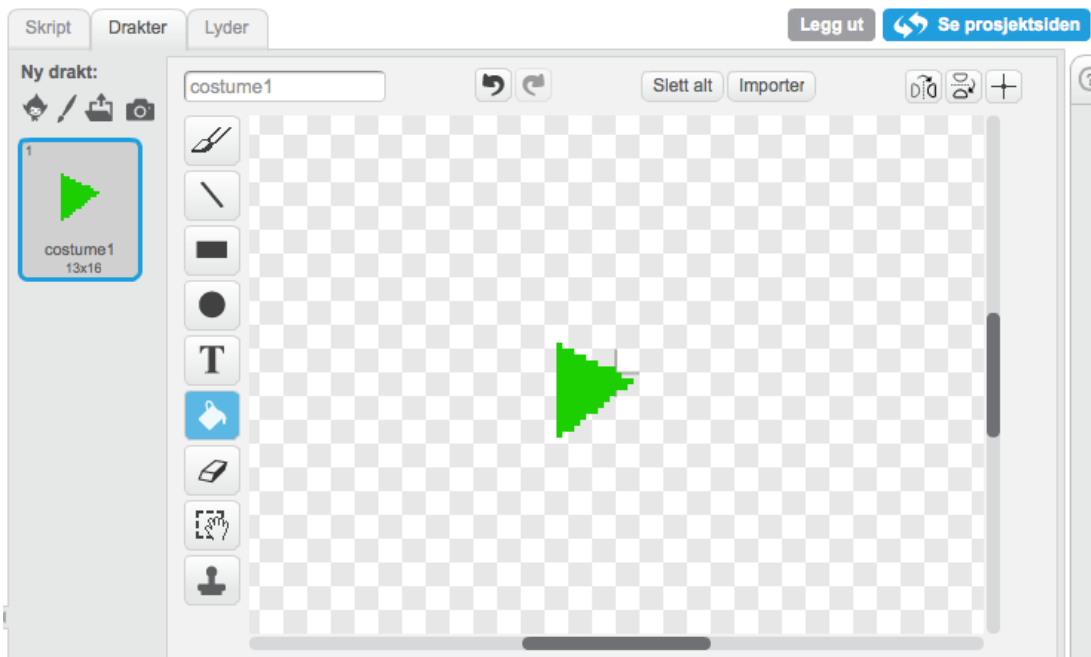 Skript Drakter Lyder Legg ut Se prosjektsiden
Ny drakt:
costume1 Slett alt Importer
1
costume1
13x16
T